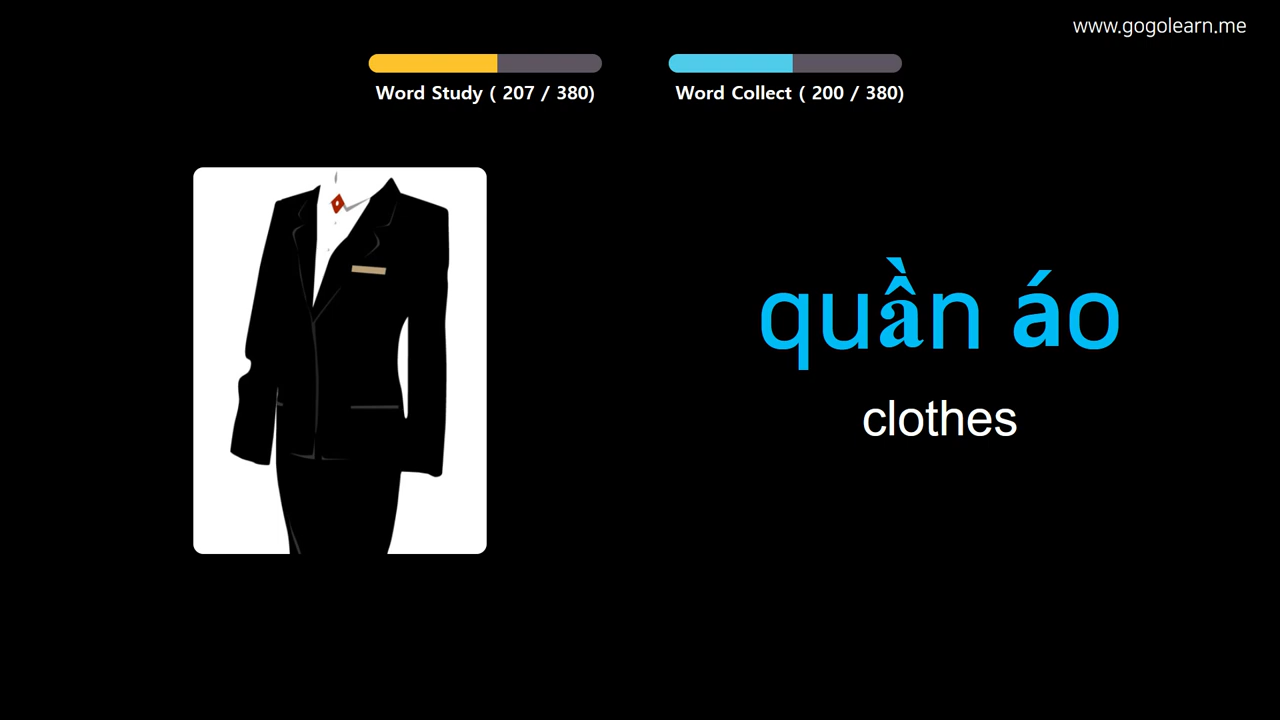 www.gogolearn.me
Word Study ( 207 / 380)
Word Collect ( 200 / 380)
quần áo
clothes